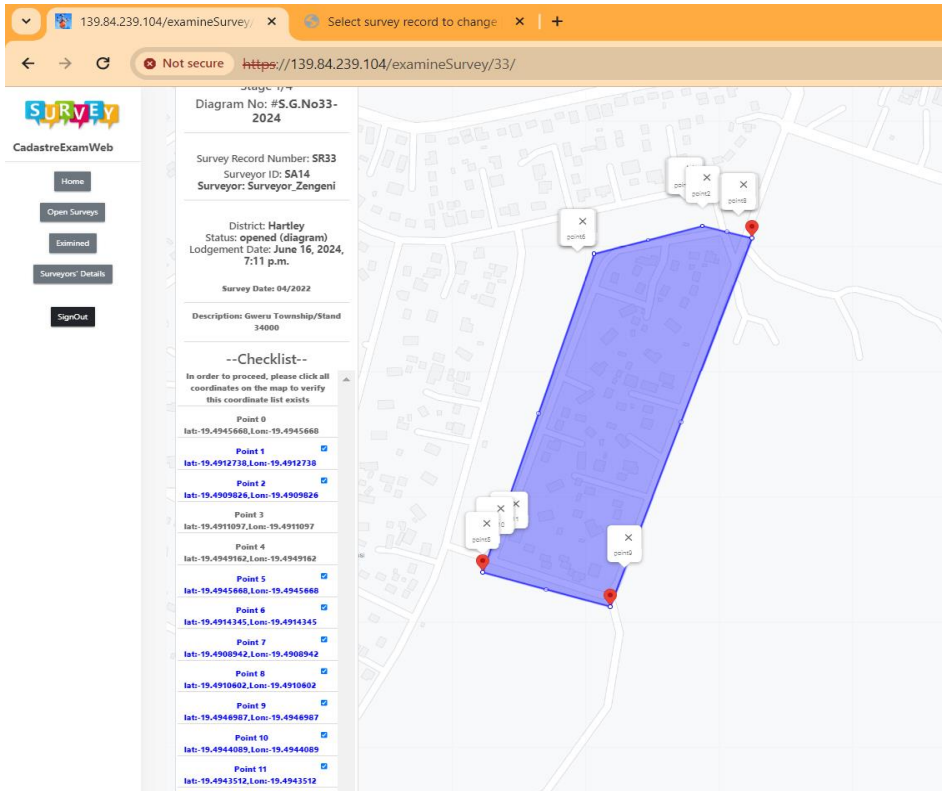 139.84.239.104/examineSurvey/
Select survey record to change
Not secure https://139.84.239.104/examineSurvey/33/
SURVEY
CadastreExamWeb
Home
Open Surveys
Eximined
Surveyors' Details
SignOut
Stage 1/4
Diagram No: #S.G.No33-
2024
Survey Record Number: SR33
Surveyor ID: SA14
Surveyor: Surveyor_Zengeni
District: Hartley
Status: opened (diagram)
Lodgement Date: June 16, 2024,
7:11 p.m.
Survey Date: 04/2022
Description: Gweru Township/Stand
34000
--Checklist--
In order to proceed, please click all
coordinates on the map to verify
this coordinate list exists
Point 0
lat:-19.4945668,Lon:-19.4945668
Point 1
lat:-19.4912738,Lon:-19.4912738
Point 2
lat:-19.4909826,Lon:-19.4909826
Point 3
lat:-19.4911097,Lon:-19.4911097
Point 4
lat:-19.4949162,Lon:-19.4949162
Point 5
lat:-19.4945668,Lon:-19.4945668
Point 6
lat:-19.4914345,Lon:-19.4914345
Point 7
lat:-19.4908942,Lon:-19.4908942
Point 8
lat:-19.4910602,Lon:-19.4910602
Point 9
lat:-19.4946987,Lon:-19.4946987
Point 10
lat:-19.4944089,Lon:-19.4944089
Point 11
lat:-19.4943512,Lon:-19.4943512
point2
point8
point6
point5
point9